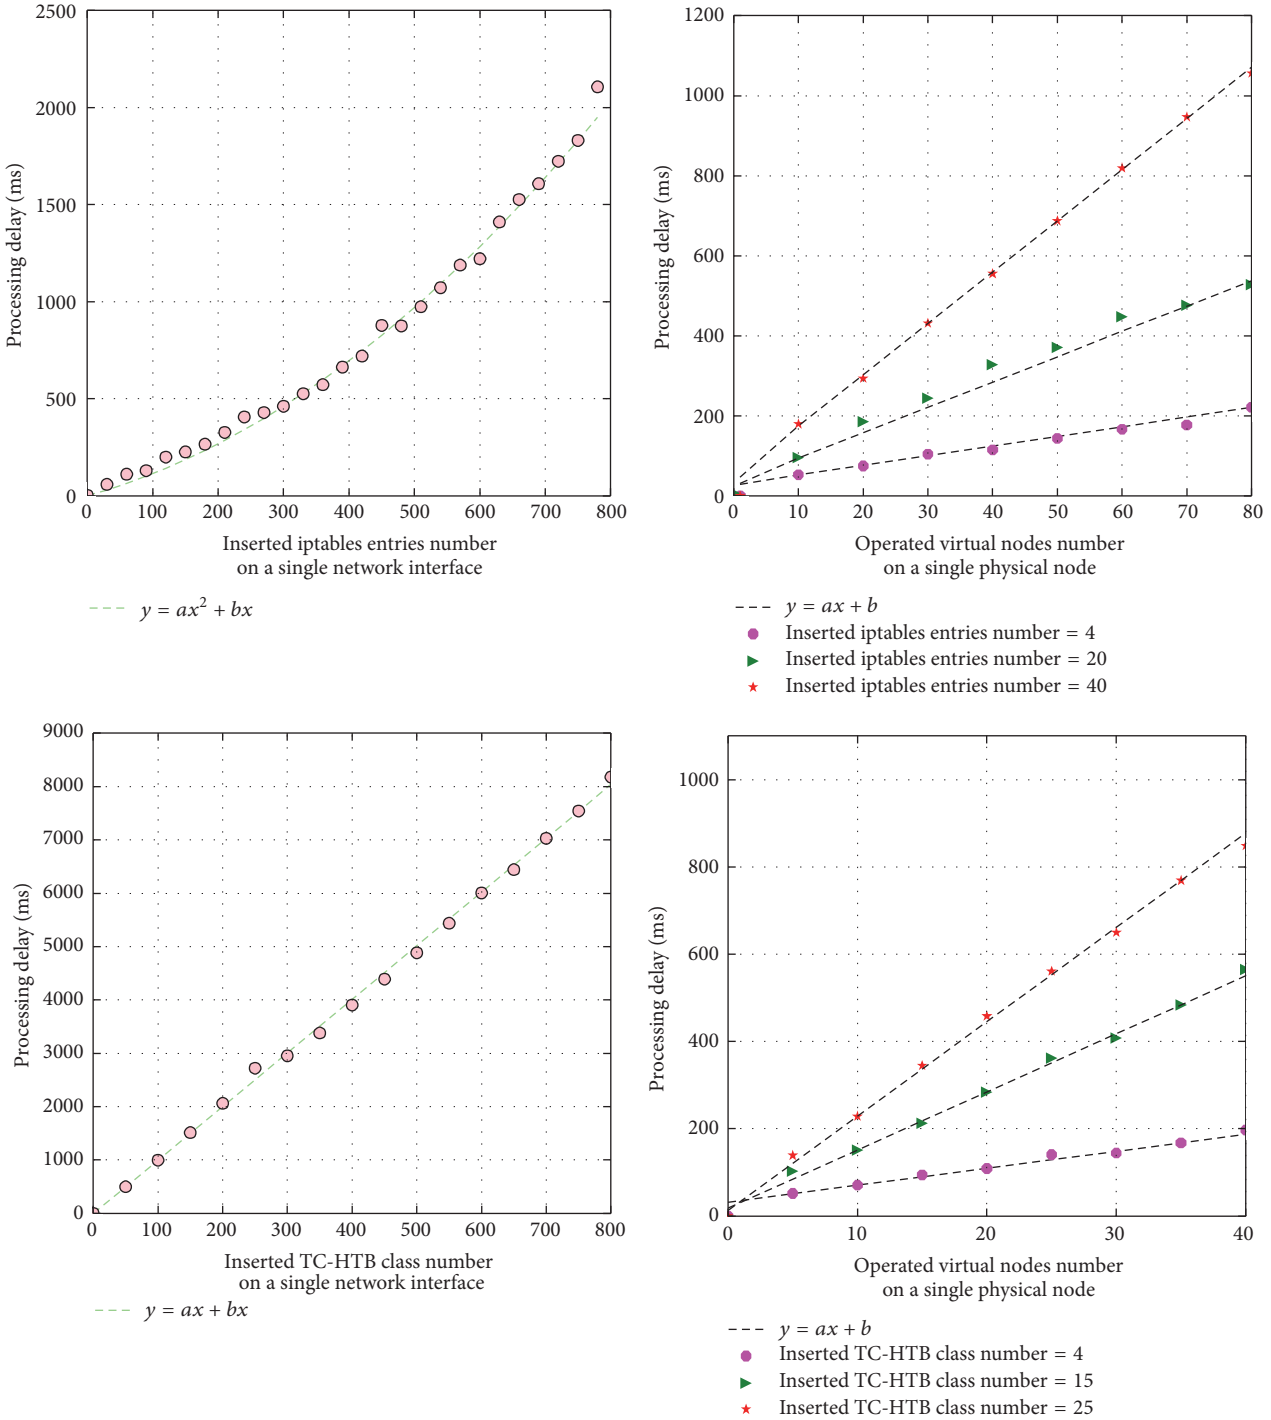 2500
2000
1500
1000
500
0
0 100 200 300 400 500 600 700 800
Processing delay (ms)
Inserted iptables entries number
on a single network interface
y = ax² + bx
1200
1000
800
600
400
200
0
0 10 20 30 40 50 60 70 80
Processing delay (ms)
Operated virtual nodes number
on a single physical node
y = ax + b
Inserted iptables entries number = 4
Inserted iptables entries number = 20
Inserted iptables entries number = 40
9000
8000
7000
6000
5000
4000
3000
2000
1000
0
0 100 200 300 400 500 600 700 800
Processing delay (ms)
Inserted TC-HTB class number
on a single network interface
y = ax + bx
1000
800
600
400
200
0
0 10 20 30 40
Processing delay (ms)
Operated virtual nodes number
on a single physical node
y = ax + b
Inserted TC-HTB class number = 4
Inserted TC-HTB class number = 15
Inserted TC-HTB class number = 25